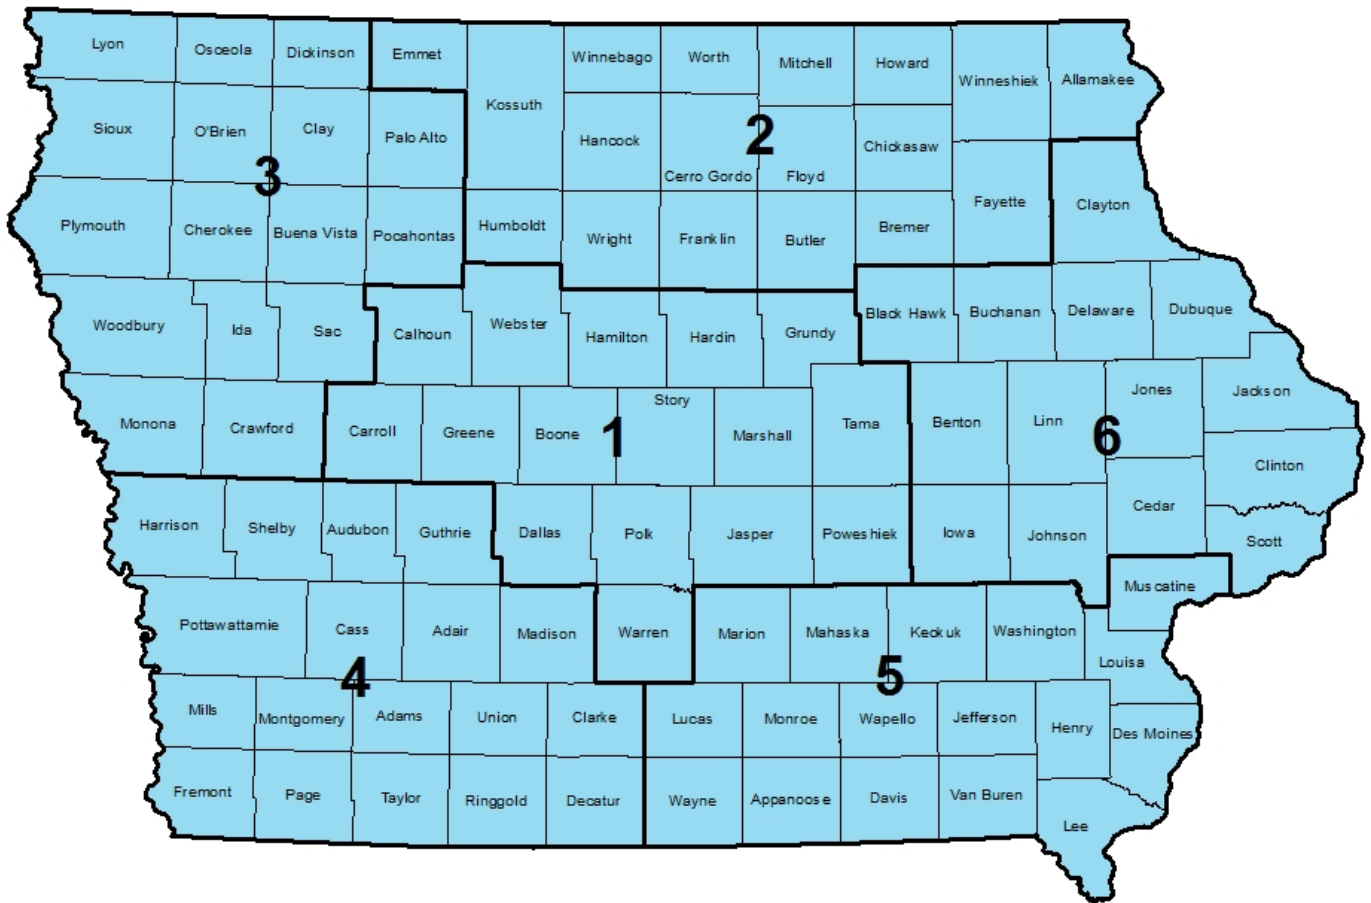 Lyon
Osceola
Dickinson
Emmet
Kossuth
Winnebago
Worth
Mitchell
Howard
Winneshiek
Allamakee
Sioux
O'Brien
Clay
Palo Alto
Hancock
Cerro Gordo
2
Floyd
Chickasaw
3
Fayette
Clayton
Plymouth
Cherokee
Buena Vista
Pocahontas
Humboldt
Wright
Franklin
Butler
Bremer
Woodbury
Ida
Sac
Calhoun
Webster
Hamilton
Hardin
Grundy
Black Hawk
Buchanan
Delaware
Dubuque
Monona
Crawford
Carroll
Greene
Boone
1
Story
Marshall
Tama
Benton
Linn
6
Jones
Jackson
Clinton
Harrison
Shelby
Audubon
Guthrie
Dallas
Polk
Jasper
Poweshiek
Iowa
Johnson
Cedar
Scott
Muscatine
Pottawattamie
Cass
Adair
Madison
Warren
Marion
Mahaska
Keokuk
Washington
Louisa
4
5
Mills
Montgomery
Adams
Union
Clarke
Lucas
Monroe
Wapello
Jefferson
Henry
Des Moines
Fremont
Page
Taylor
Ringgold
Decatur
Wayne
Appanoose
Davis
Van Buren
Lee